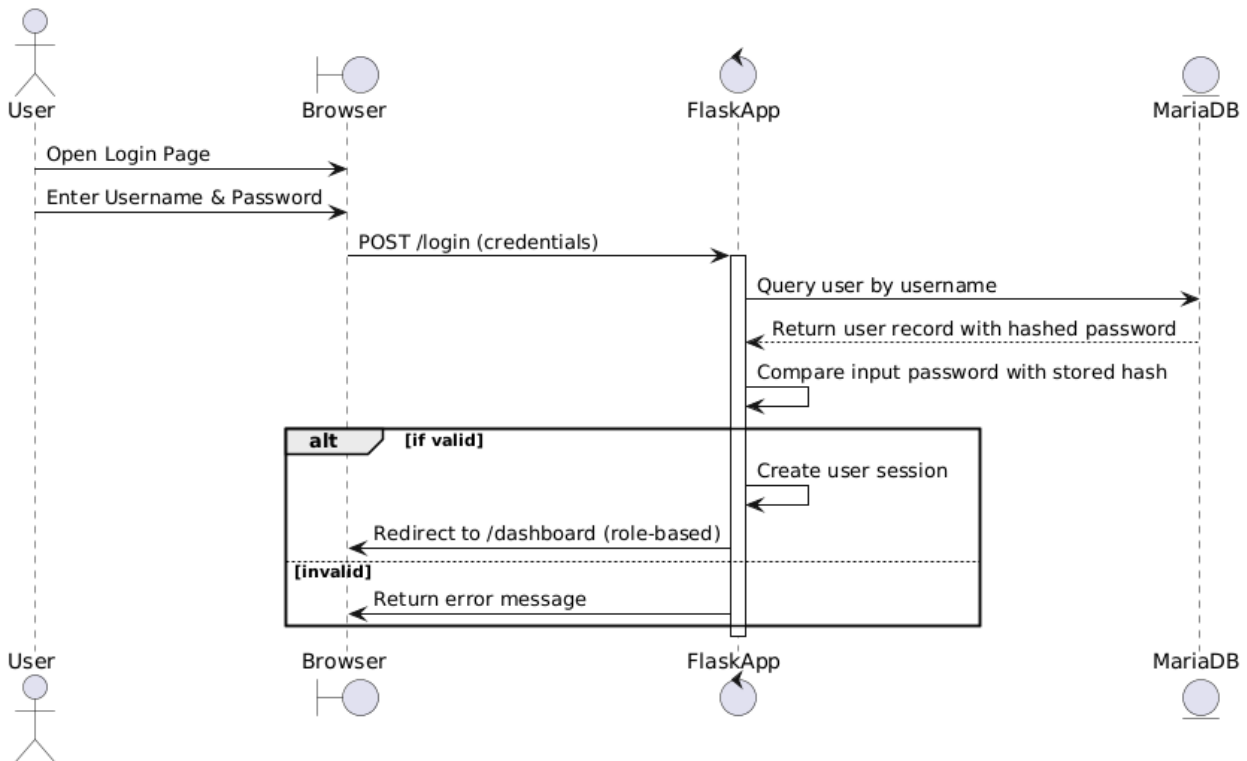 User
Browser
FlaskApp
MariaDB
Open Login Page
Enter Username & Password
POST /login (credentials)
Query user by username
Return user record with hashed password
Compare input password with stored hash
alt [if valid]
Create user session
Redirect to /dashboard (role-based)
[invalid]
Return error message
User
Browser
FlaskApp
MariaDB